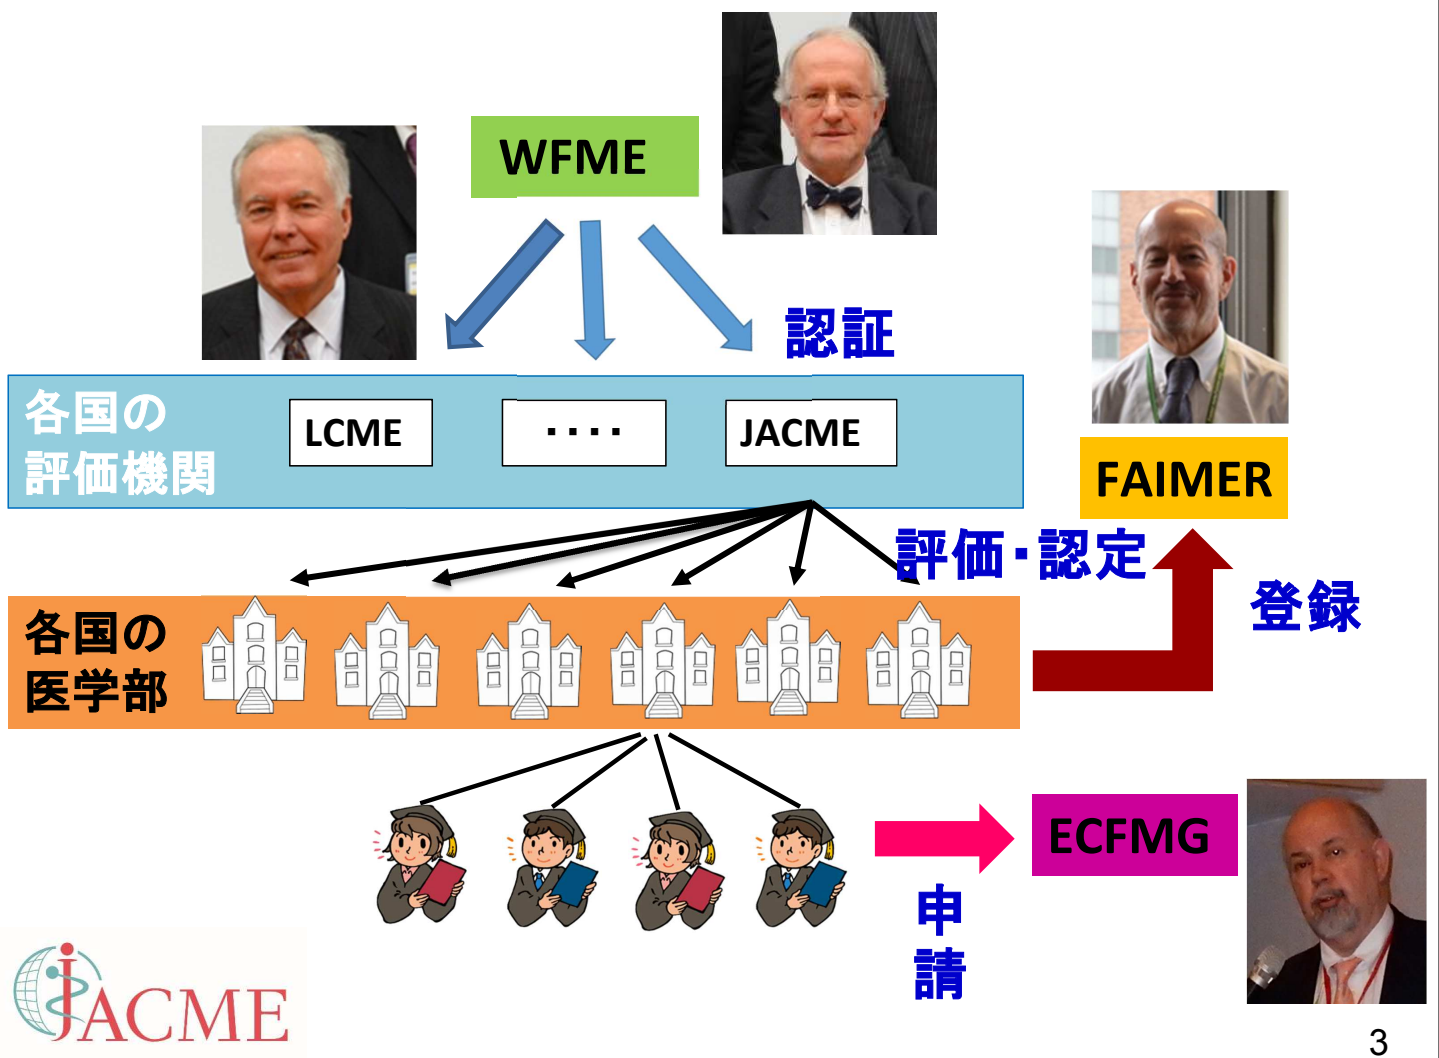 WFME
認証
各国の
評価機関
LCME
････
JACME
FAIMER
評価・認定
登録
各国の
医学部
ECFMG
申
請
JACME
3